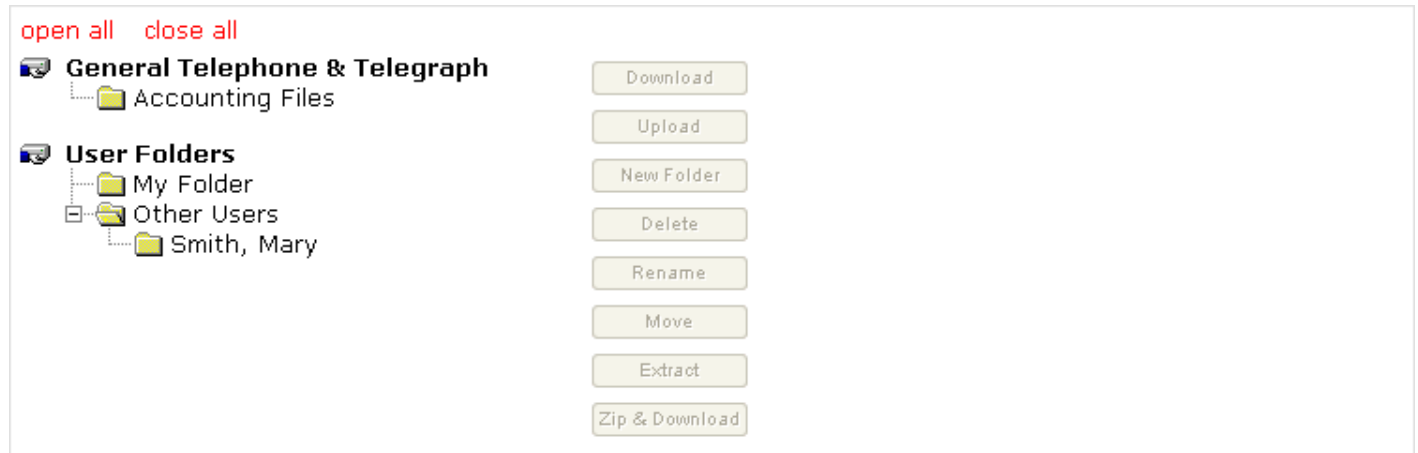 open all close all
General Telephone & Telegraph
Accounting Files
User Folders
My Folder
Other Users
Smith, Mary
Download
Upload
New Folder
Delete
Rename
Move
Extract
Zip & Download